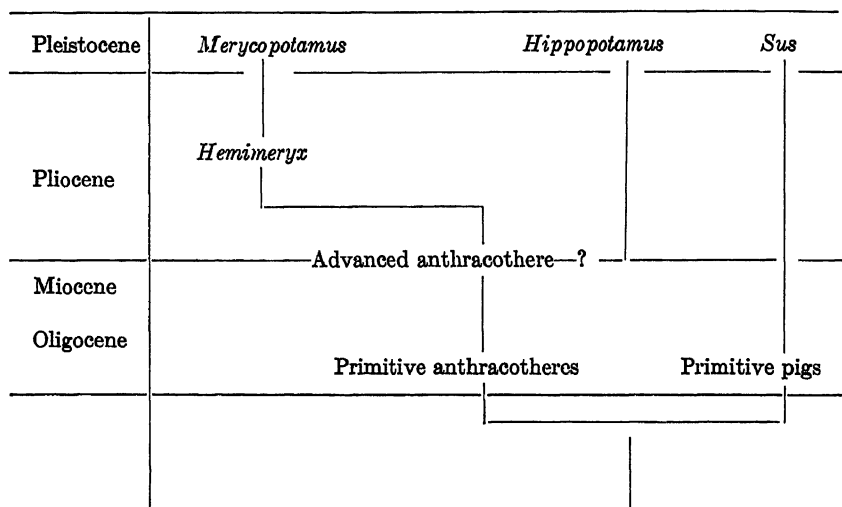 Pleistocene Merycopotamus Hippopotamus Sus
Hemimeryx
Pliocene
Advanced anthracothere—?
Miocene
Oligocene
Primitive anthracotheres Primitive pigs